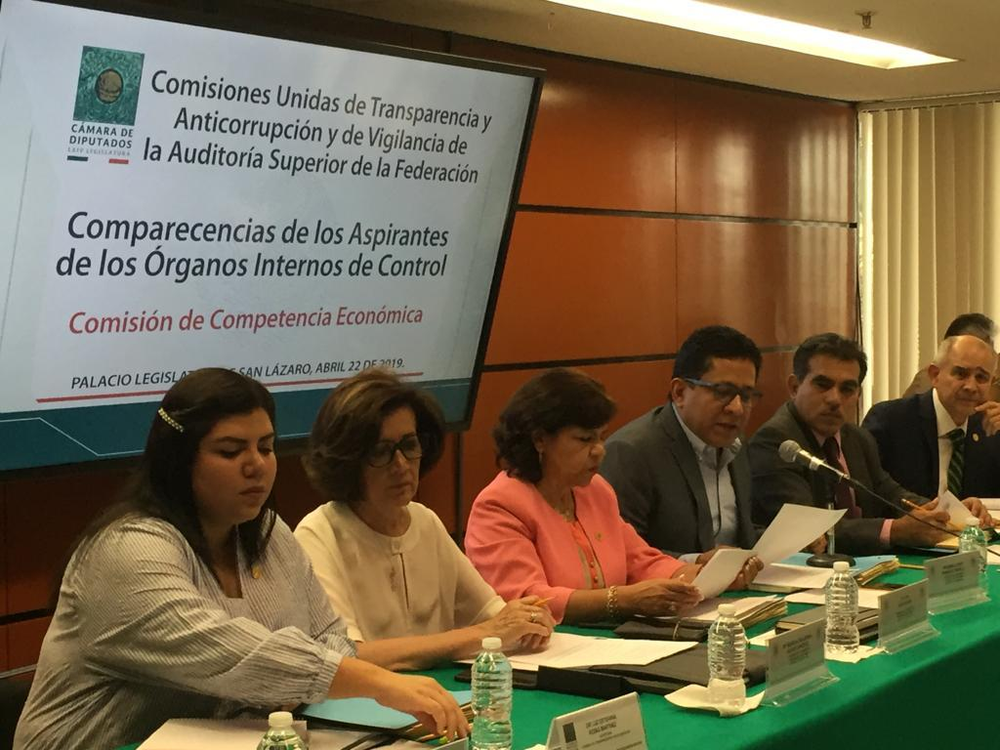 CÁMARA DE
DIPUTADOS
LXIV LEGISLATURA
Comisiones Unidas de Transparencia y
Anticorrupción y de Vigilancia de
la Auditoría Superior de la Federación
Comparecencias de los Aspirantes
de los Órganos Internos de Control
Comisión de Competencia Económica
PALACIO LEGISLAT SAN LÁZARO, ABRIL 22 DE 2019.